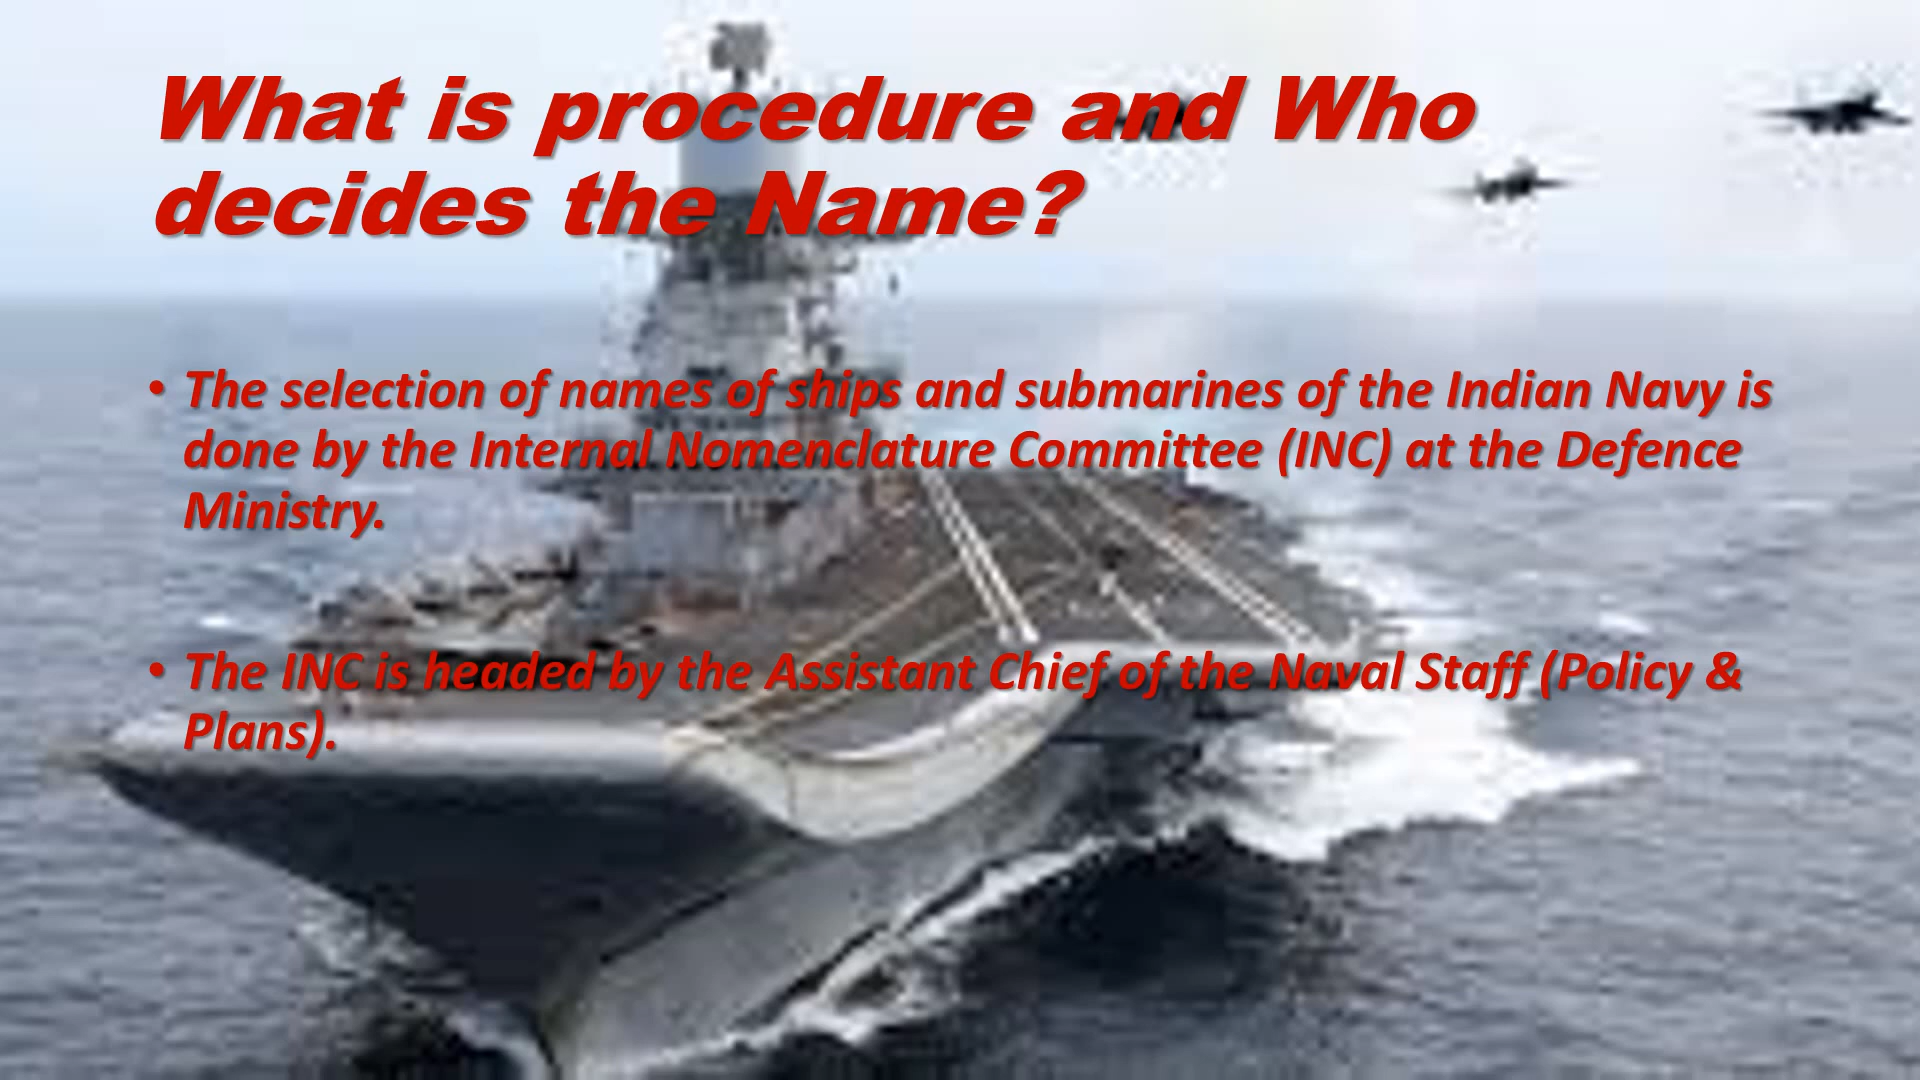 What is procedure and Who
decides the Name?
• The selection of names of ships and submarines of the Indian Navy is
done by the Internal Nomenclature Committee (INC) at the Defence
Ministry.
• The INC is headed by the Assistant Chief of the Naval Staff (Policy &
Plans).